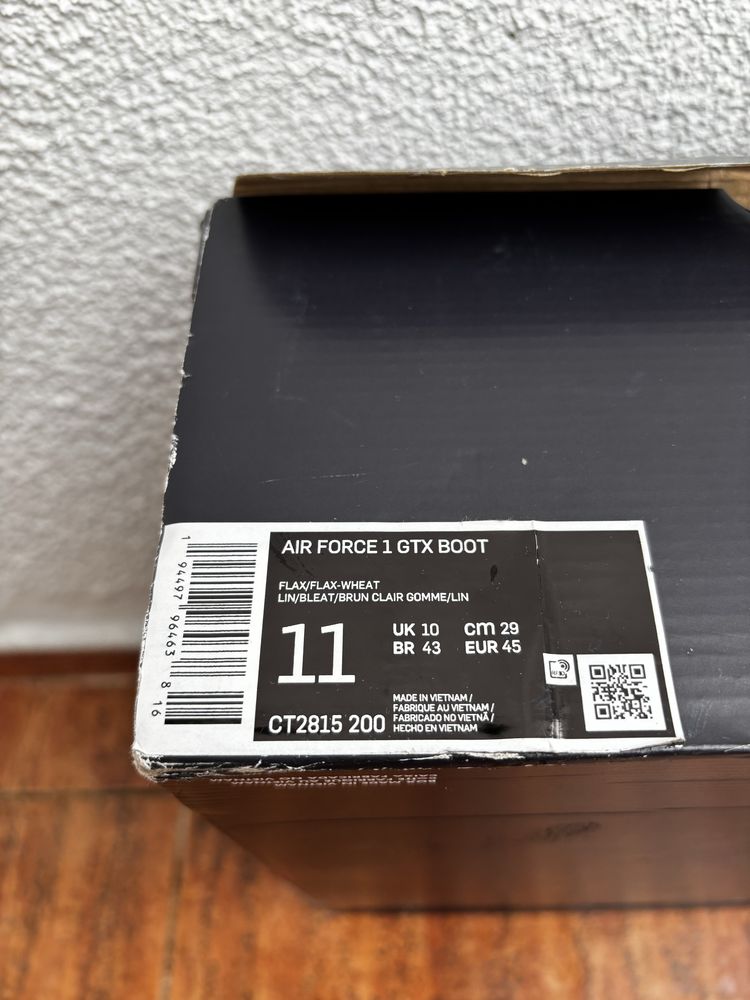 AIR FORCE 1 GTX BOOT
FLAX/FLAX-WHEAT
LIN/BLEAT/BRUN CLAIR GOMME/LIN
11
UK 10 cm 29
BR 43 EUR 45
CT2815 200
MADE IN VIETNAM /
FABRIQUE AU VIETNAM /
FABRICADO NO VIETNÃ /
HECHO EN VIETNAM
1 94497 96463 8 16